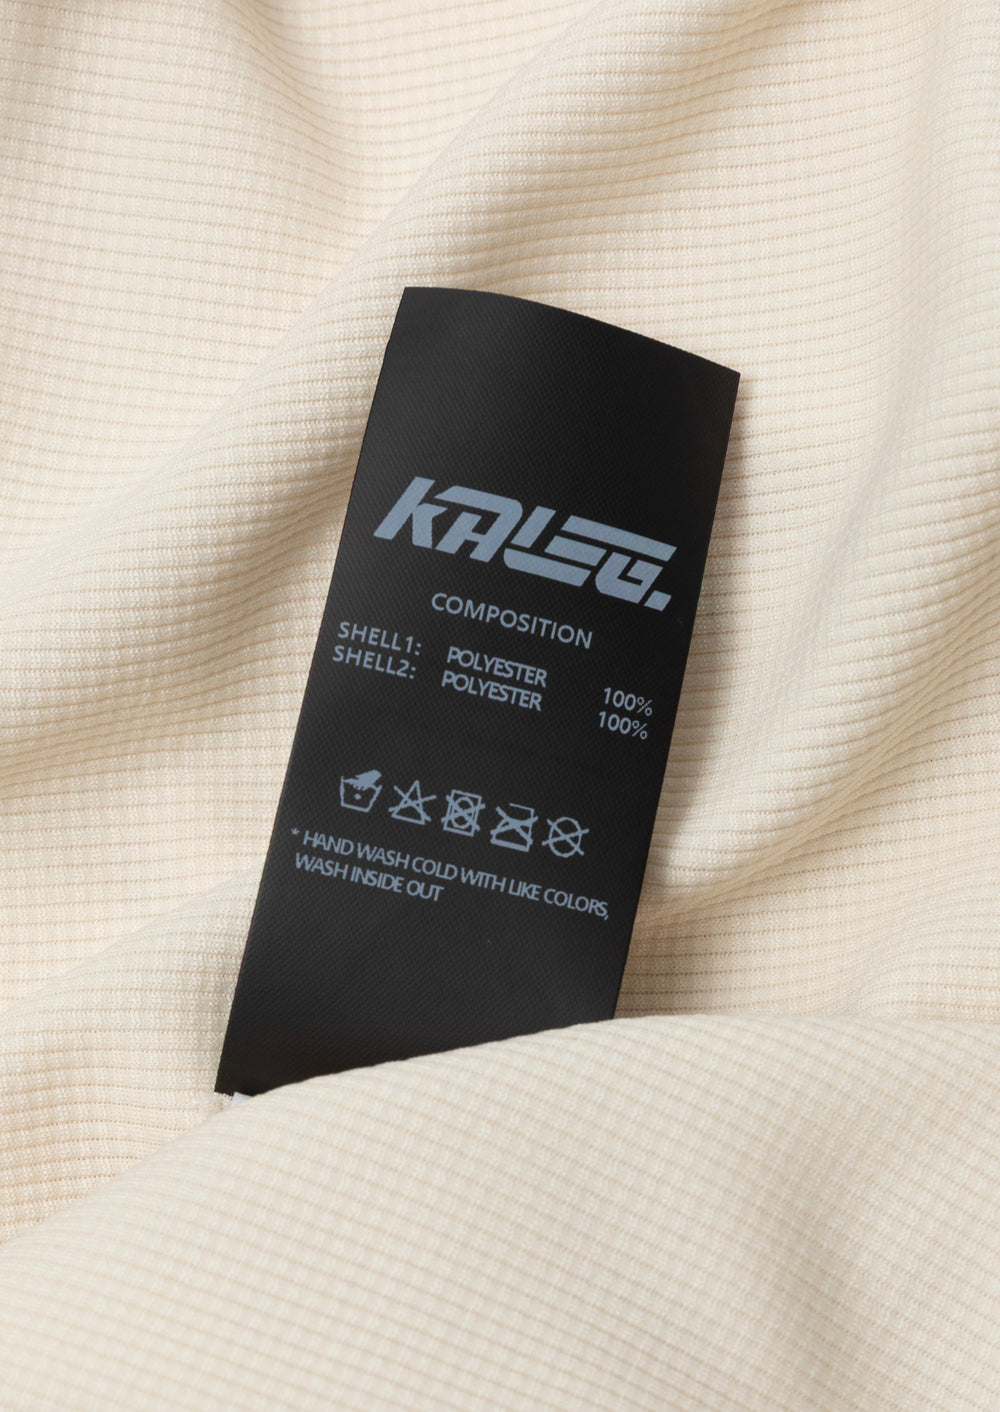 KALEG.
COMPOSITION
SHELL1: POLYESTER 100%
SHELL2: POLYESTER 100%
* HAND WASH COLD WITH LIKE COLORS,
WASH INSIDE OUT